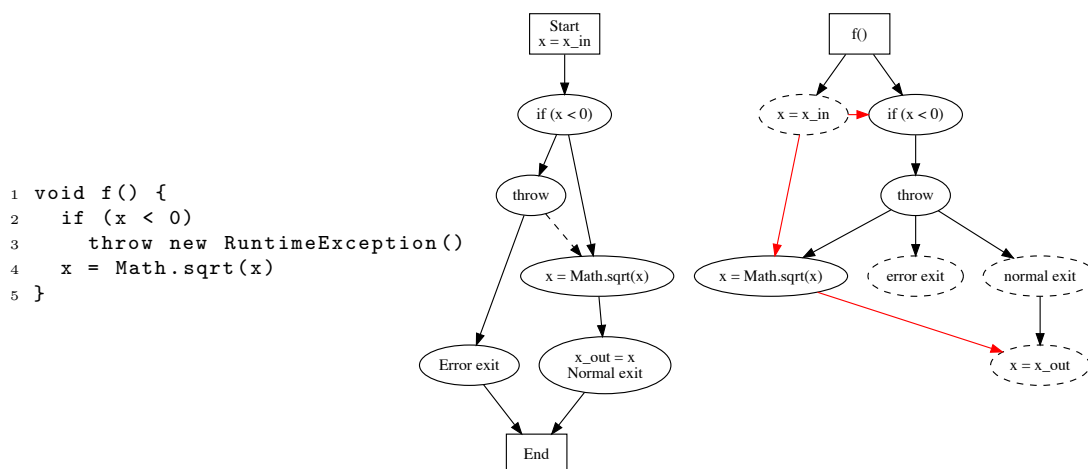 1 void f() {
2   if (x < 0)
3     throw new RuntimeException()
4   x = Math.sqrt(x)
5 }
Start
x = x_in
if (x < 0)
throw
x = Math.sqrt(x)
Error exit
x_out = x
Normal exit
End
f()
x = x_in
if (x < 0)
throw
x = Math.sqrt(x)
error exit
normal exit
x = x_out